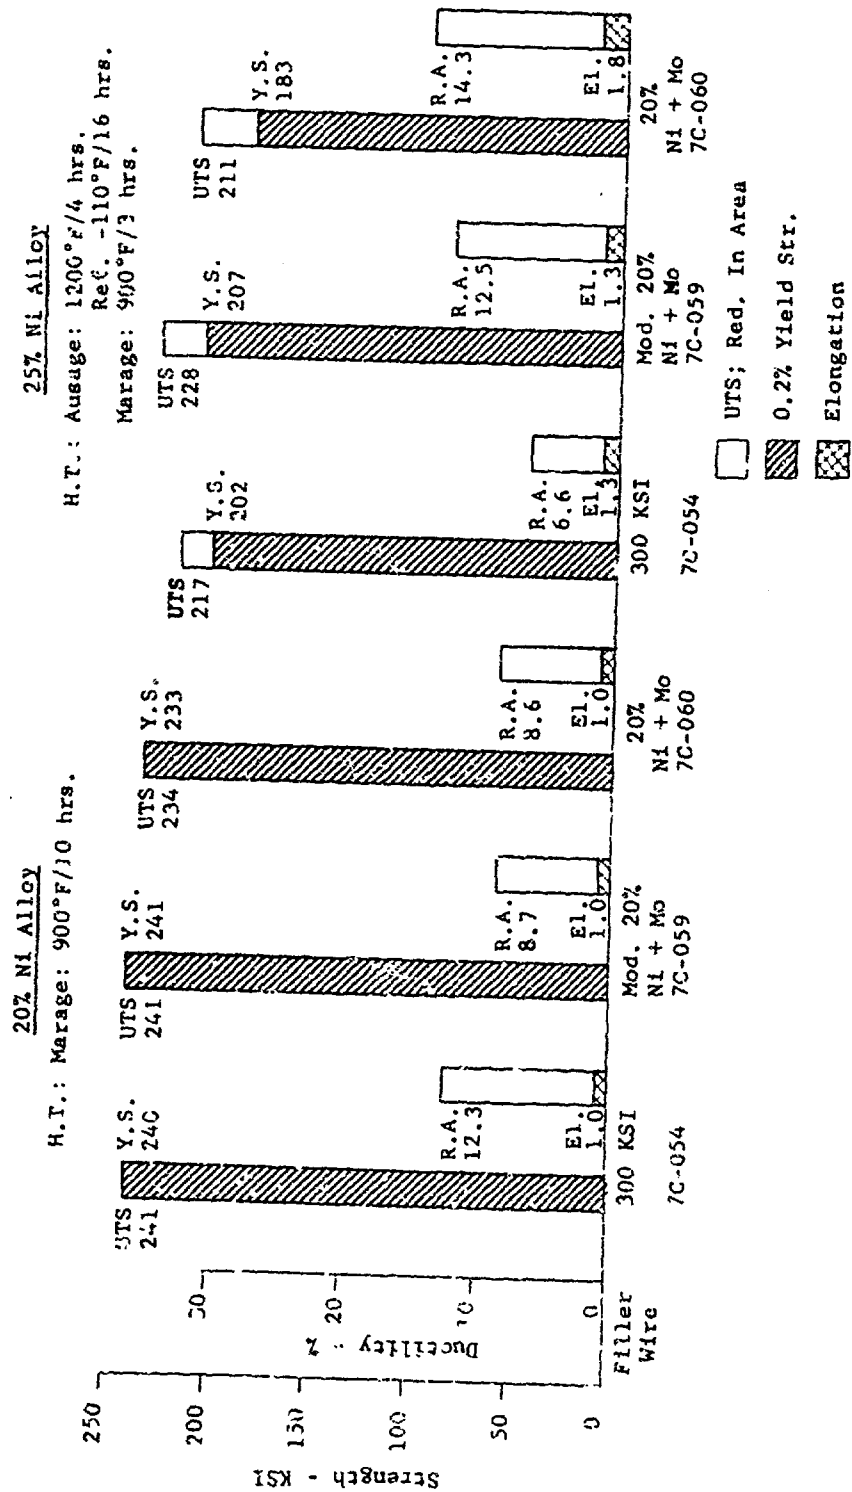 20% Ni Alloy
H.T.: Marage: 900°F/10 hrs.
25% Ni Alloy
H.T.: Ausage: 1200°F/4 hrs.
Ref. -110°F/16 hrs.
Marage: 900°F/3 hrs.
Strength - KSI
250
200
150
100
50
0
Ductility - %
30
20
10
0
Filler
Wire
UTS
241
Y.S.
240
R.A.
12.3
El.
1.0
300 KSI
7C-054
UTS
241
Y.S.
241
R.A.
8.7
El.
1.0
Mod. 20%
Ni + Mo
7C-059
UTS
234
Y.S.
233
R.A.
8.6
El.
1.0
20%
Ni + Mo
7C-060
UTS
217
Y.S.
202
R.A.
6.6
El.
1.3
300 KSI
7C-054
UTS
228
Y.S.
207
R.A.
12.5
El.
1.3
Mod. 20%
Ni + Mo
7C-059
UTS
211
Y.S.
183
R.A.
14.3
El.
1.8
20%
Ni + Mo
7C-060
UTS; Red. In Area
0.2% Yield Str.
Elongation